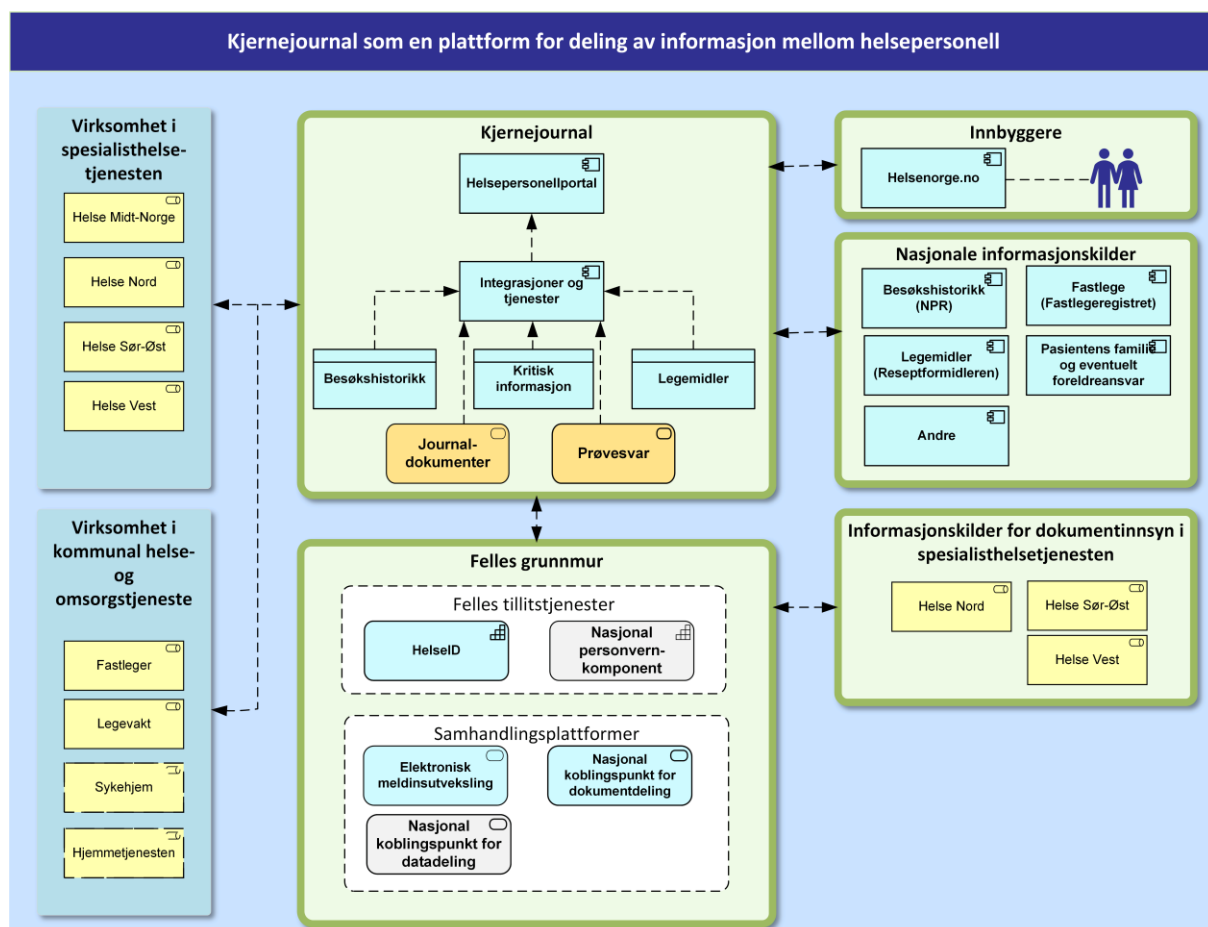 Kjernejournal som en plattform for deling av informasjon mellom helsepersonell
Virksomhet i
spesialisthelse-
tjenesten
Helse Midt-Norge
Helse Nord
Helse Sør-Øst
Helse Vest
Virksomhet i
kommunal helse-
og
omsorgstjeneste
Fastleger
Legevakt
Sykehjem
Hjemmetjenesten
Kjernejournal
Helsepersonellportal
Integrasjoner og
tjenester
Besøkshistorikk
Kritisk
informasjon
Legemidler
Journal-
dokumenter
Prøvesvar
Felles grunnmur
Felles tillitstjenester
HelseID
Nasjonal
personvern-
komponent
Samhandlingsplattformer
Elektronisk
meldinsutveksling
Nasjonal
koblingspunkt for
dokumentdeling
Nasjonal
koblingspunkt for
datadeling
Innbyggere
Helsenorge.no
Nasjonale informasjonskilder
Besøkshistorikk
(NPR)
Fastlege
(Fastlegeregistret)
Legemidler
(Reseptformidleren)
Pasientens familie
og eventuelt
foreldreansvar
Andre
Informasjonskilder for dokumentinnsyn i
spesialisthelsetjenesten
Helse Nord
Helse Sør-Øst
Helse Vest